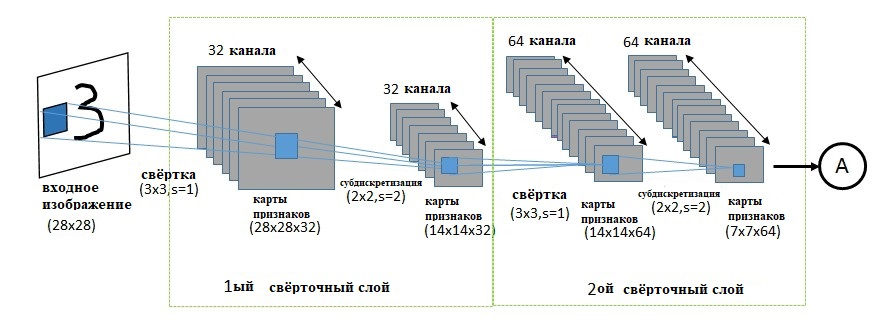 3
входное
изображение
(28x28)
свёртка
(3x3,s=1)
32 канала
карты
признаков
(28x28x32)
субдискретизация
(2x2,s=2)
32 канала
карты
признаков
(14x14x32)
1ый свёрточный слой
свёртка
(3x3,s=1)
64 канала
карты
признаков
(14x14x64)
субдискретизация
(2x2,s=2)
64 канала
карты
признаков
(7x7x64)
2ой свёрточный слой
A